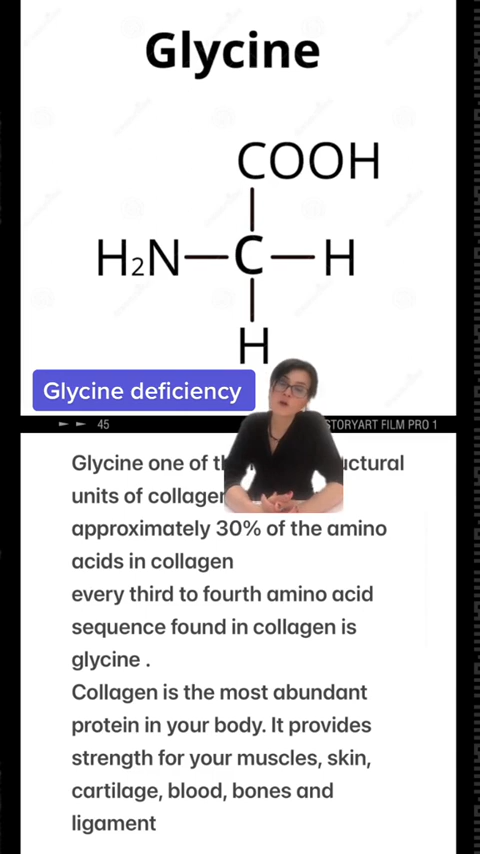 Glycine
COOH
H₂N—C—H
H
Glycine deficiency
45
STORYART FILM PRO 1
Glycine one of uctural
units of collagen
approximately 30% of the amino
acids in collagen
every third to fourth amino acid
sequence found in collagen is
glycine .
Collagen is the most abundant
protein in your body. It provides
strength for your muscles, skin,
cartilage, blood, bones and
ligament